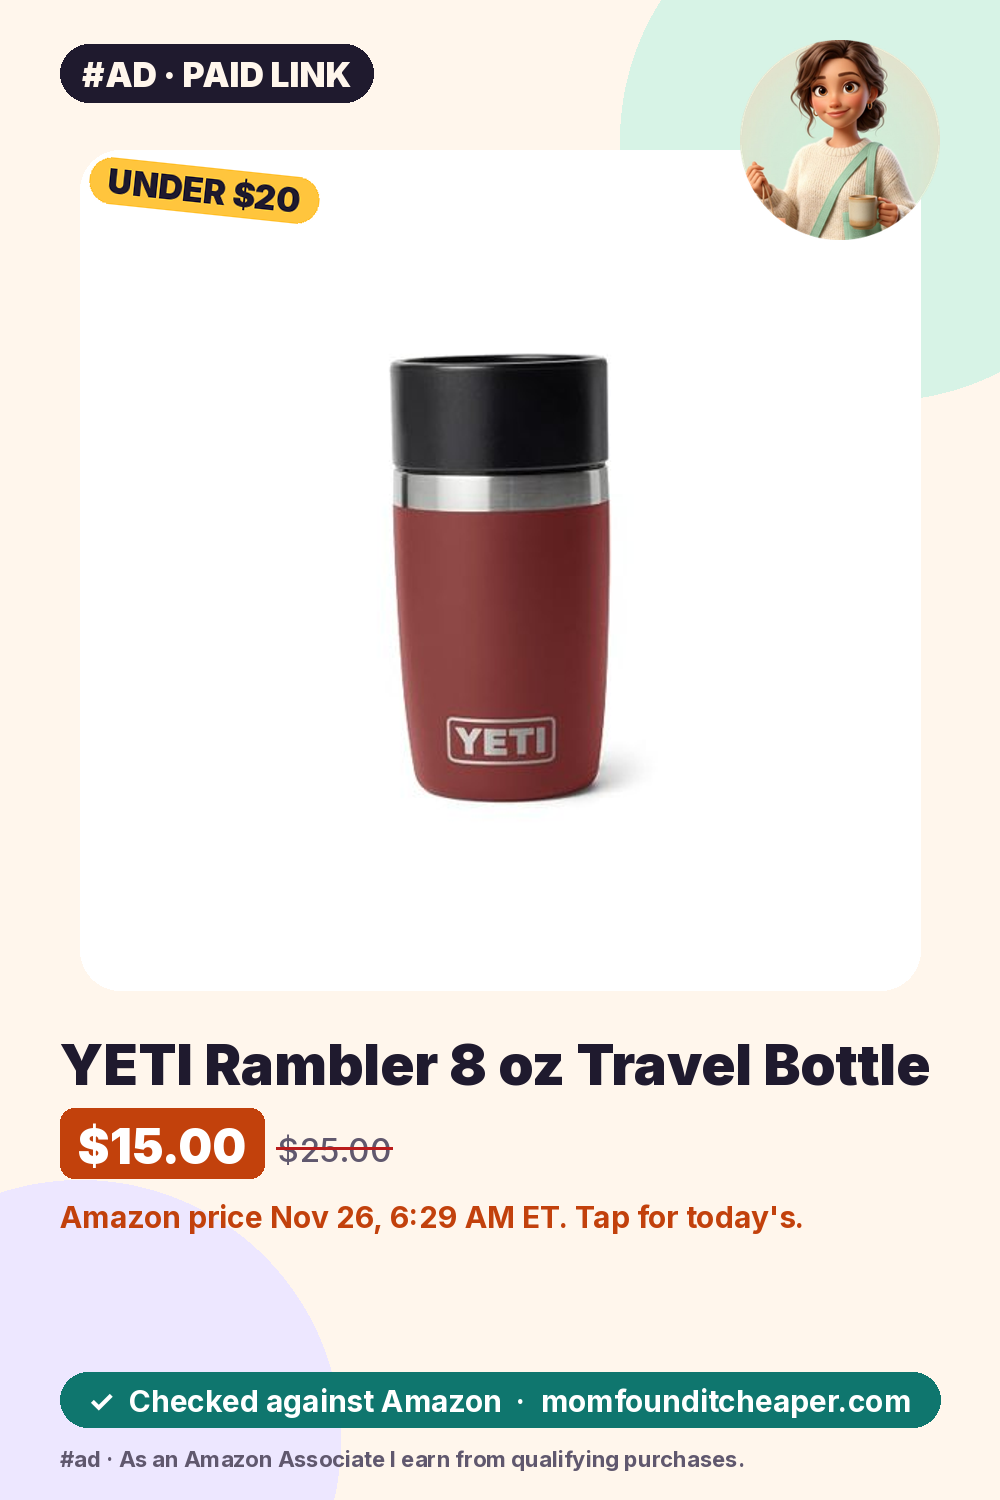 #AD · PAID LINK
UNDER $20
YETI
YETI Rambler 8 oz Travel Bottle
$15.00 $25.00
Amazon price Nov 26, 6:29 AM ET. Tap for today's.
✓ Checked against Amazon · momfounditcheaper.com
#ad · As an Amazon Associate I earn from qualifying purchases.